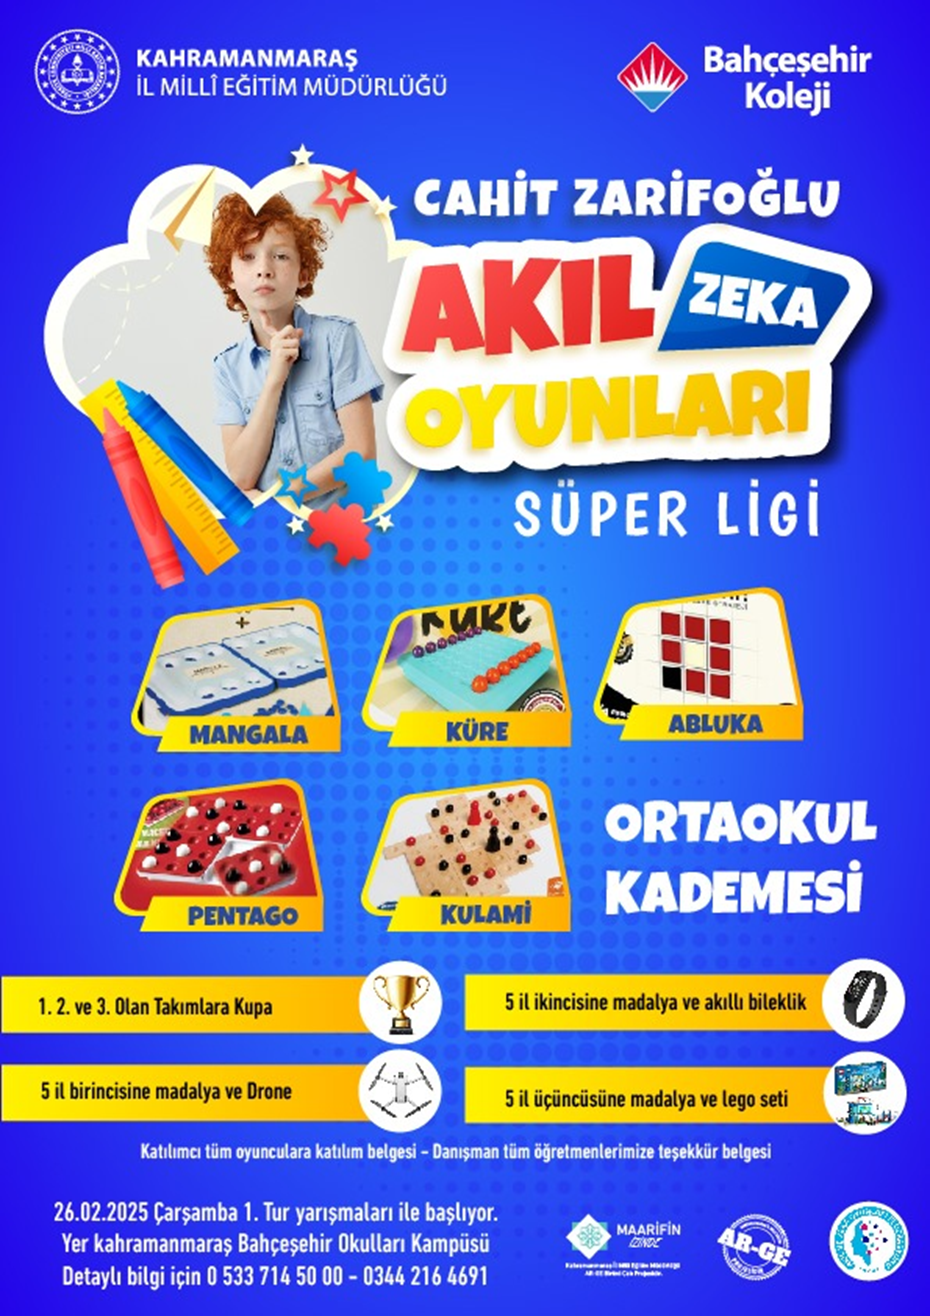 KAHRAMANMARAŞ
İL MİLLÎ EĞİTİM MÜDÜRLÜĞÜ
Bahçeşehir
Koleji
CAHİT ZARİFOĞLU
AKIL ZEKA
OYUNLARI
SÜPER LİGİ
MANGALA
KÜRE
ABLUKA
PENTAGO
KULAMİ
ORTAOKUL
KADEMESİ
1. 2. ve 3. Olan Takımlara Kupa
5 il ikincisine madalya ve akıllı bileklik
5 il birincisine madalya ve Drone
5 il üçüncüsüne madalya ve lego seti
Katılımcı tüm oyunculara katılım belgesi – Danışman tüm öğretmenlerimize teşekkür belgesi
26.02.2025 Çarşamba 1. Tur yarışmaları ile başlıyor.
Yer kahramanmaraş Bahçeşehir Okulları Kampüsü
Detaylı bilgi için 0 533 714 50 00 – 0344 216 4691
MAARİFİN
İZİNDE
AR-GE